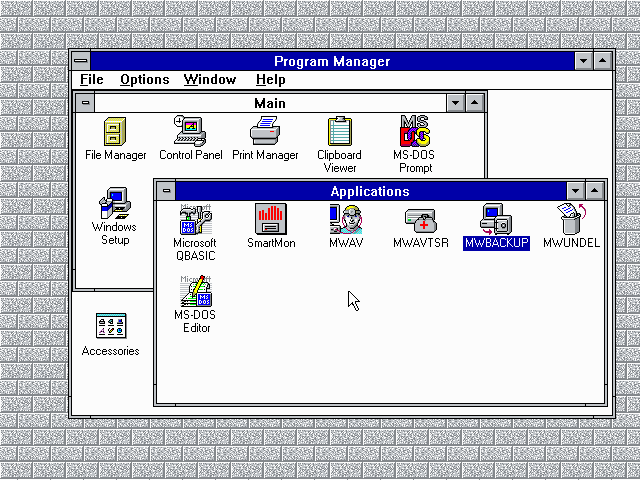 Program Manager
File Options Window Help
Main
File Manager Control Panel Print Manager Clipboard Viewer MS-DOS Prompt
Windows Setup
Applications
Microsoft QBASIC SmartMon MWAV MWAVTSR MWBACKUP MWUNDEL
MS-DOS Editor
Accessories